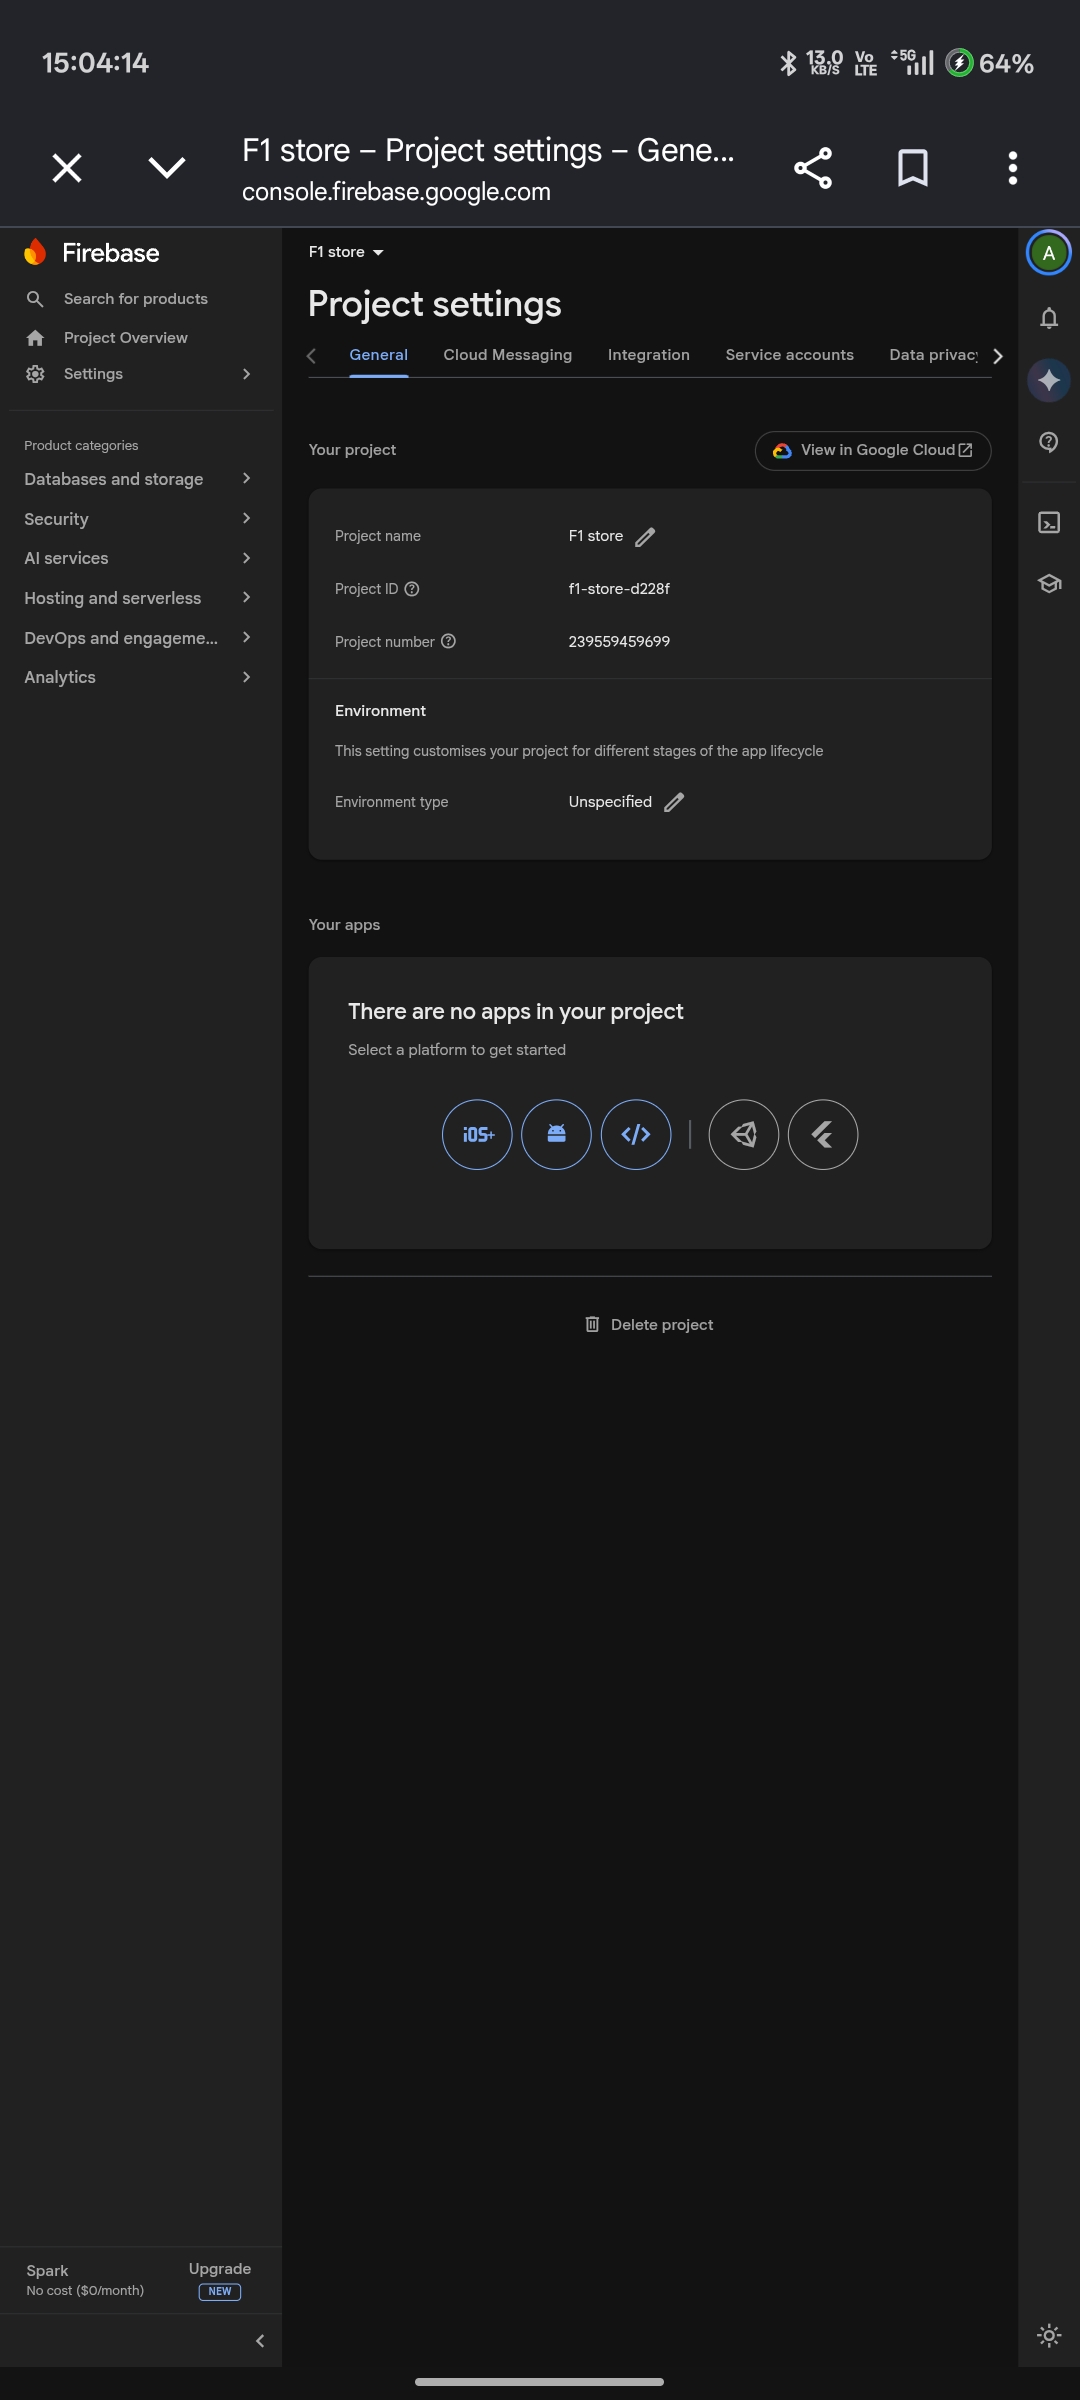 15:04:14
13.0 KB/S Vo LTE 5G 64%
F1 store – Project settings – Gene...
console.firebase.google.com
Firebase
Search for products
Project Overview
Settings
Product categories
Databases and storage
Security
AI services
Hosting and serverless
DevOps and engageme...
Analytics
F1 store
Project settings
General Cloud Messaging Integration Service accounts Data privacy
Your project
View in Google Cloud
Project name F1 store
Project ID f1-store-d228f
Project number 239559459699
Environment
This setting customises your project for different stages of the app lifecycle
Environment type Unspecified
Your apps
There are no apps in your project
Select a platform to get started
iOS+
Delete project
A
Spark
No cost ($0/month)
Upgrade
NEW